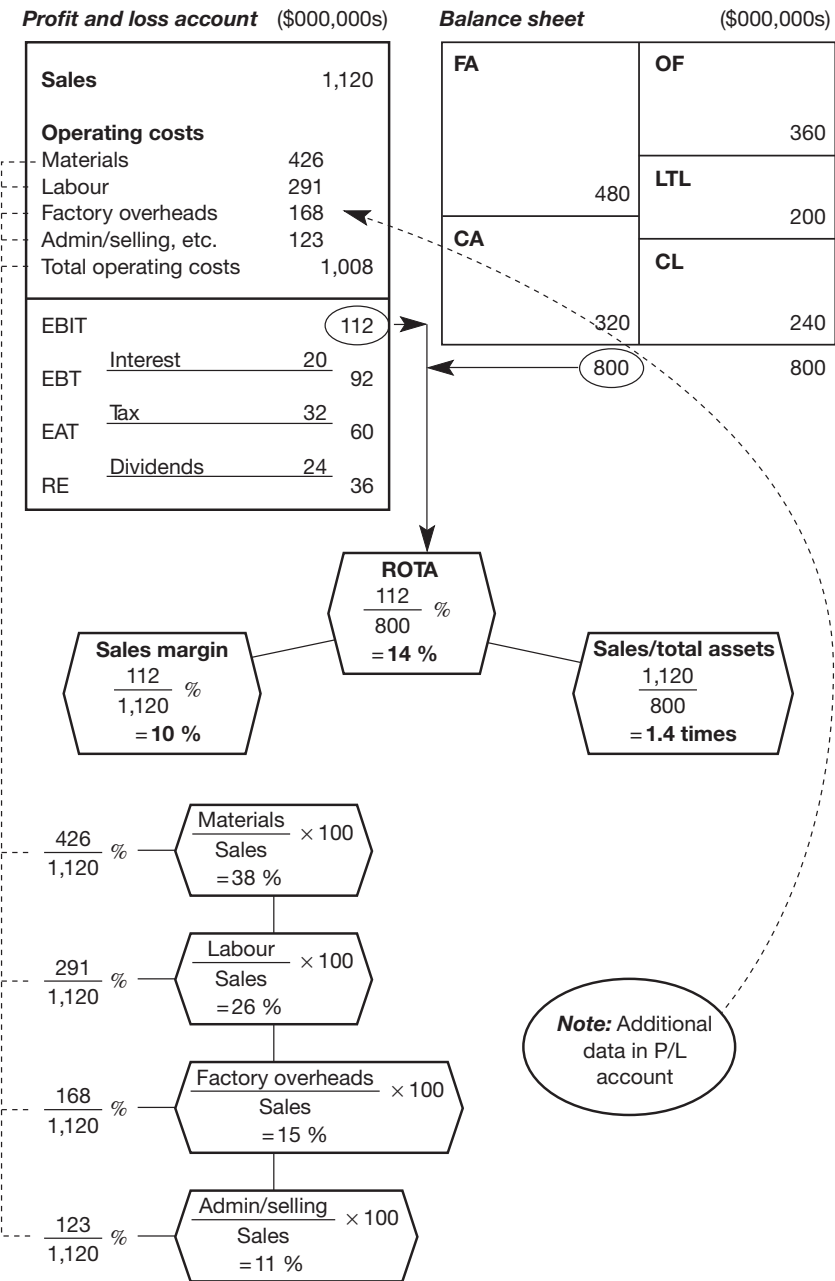 Profit and loss account ($000,000s)
Sales 1,120
Operating costs
Materials 426
Labour 291
Factory overheads 168
Admin/selling, etc. 123
Total operating costs 1,008
EBIT 112
Interest 20
EBT 92
Tax 32
EAT 60
Dividends 24
RE 36
Balance sheet ($000,000s)
FA
480
CA
320
800
OF
360
LTL
200
CL
240
800
ROTA
112
800
%
= 14 %
Sales margin
112
1,120
%
= 10 %
Sales/total assets
1,120
800
= 1.4 times
426
1,120
%
Materials
Sales
× 100
= 38 %
291
1,120
%
Labour
Sales
× 100
= 26 %
168
1,120
%
Factory overheads
Sales
× 100
= 15 %
123
1,120
%
Admin/selling
Sales
× 100
= 11 %
Note: Additional
data in P/L
account